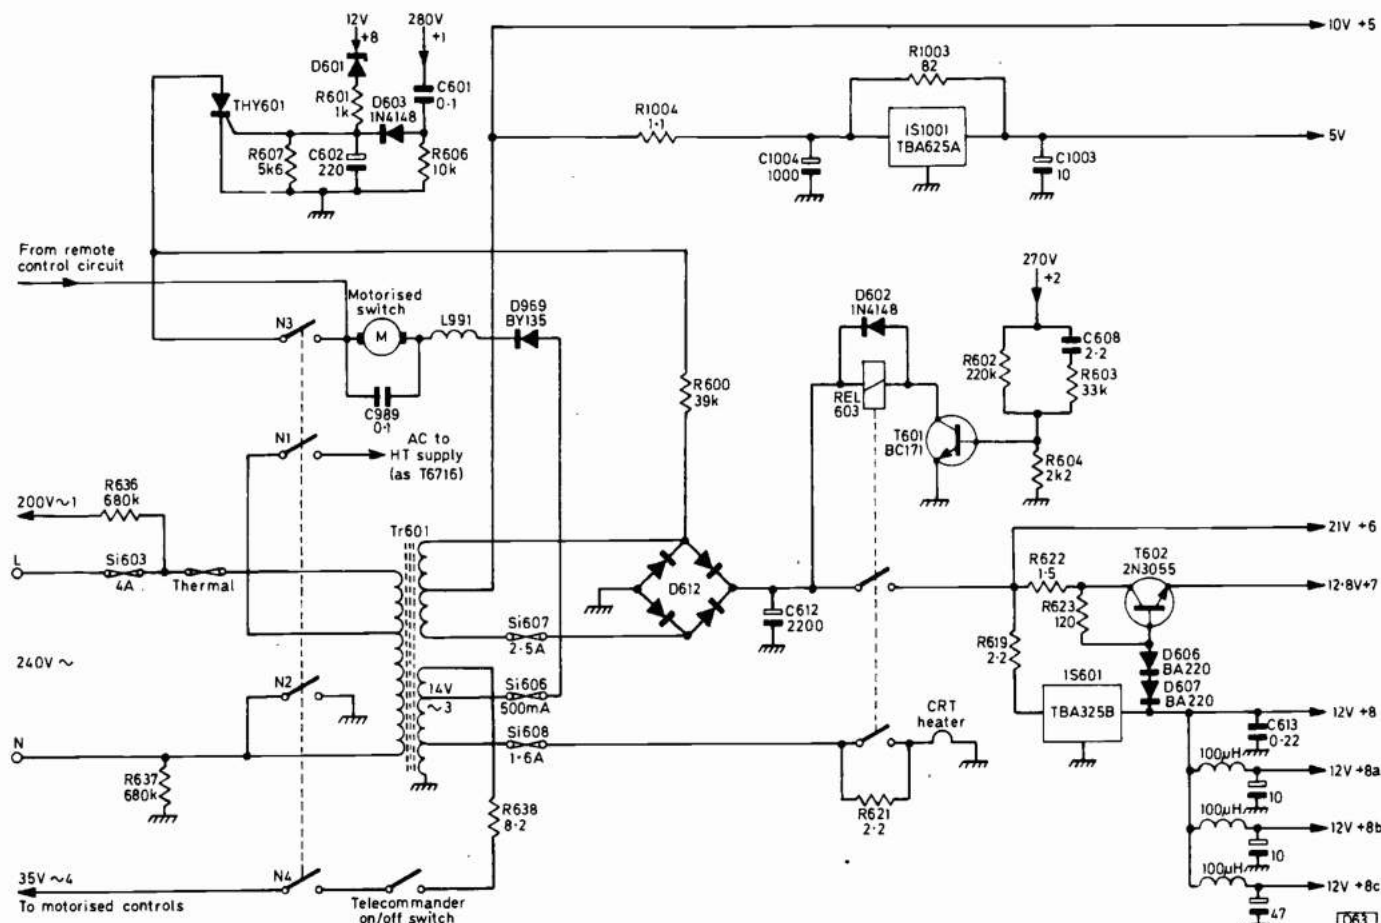 12V
+8
280V
+1
10V +5
D601
R1003
82
C601
0·1
THY601
R601
1k
D603
1N4148
R1004
1·1
IS1001
TBA625A
5V
R607
5k6
C602
220
R606
10k
C1004
1000
C1003
10
From remote
control circuit
270V
+2
Motorised
switch
D602
1N4148
N3
M
L991
D969
BY135
C608
2·2
R602
220k
R603
33k
R600
39k
REL
603
C989
0·1
T601
BC171
N1
AC to
HT supply
(as T6716)
R604
2k2
R636
680k
200V~1
Tr601
21V +6
L
Si603
4A
Thermal
R622
1·5
T602
2N3055
D612
12·8V+7
C612
2200
R623
120
Si607
2·5A
R619
2·2
D606
BA220
240V ~
IS601
D607
BA220
N2
14V
~3
Si606
500mA
TBA325B
12V +8
CRT
heater
C613
0·22
N
Si608
1·6A
100µH
12V +8a
R637
680k
10
R638
8·2
R621
2·2
100µH
12V +8b
10
35V~4
N4
100µH
12V +8c
To motorised controls
Telecommander
on/off switch
47
D63